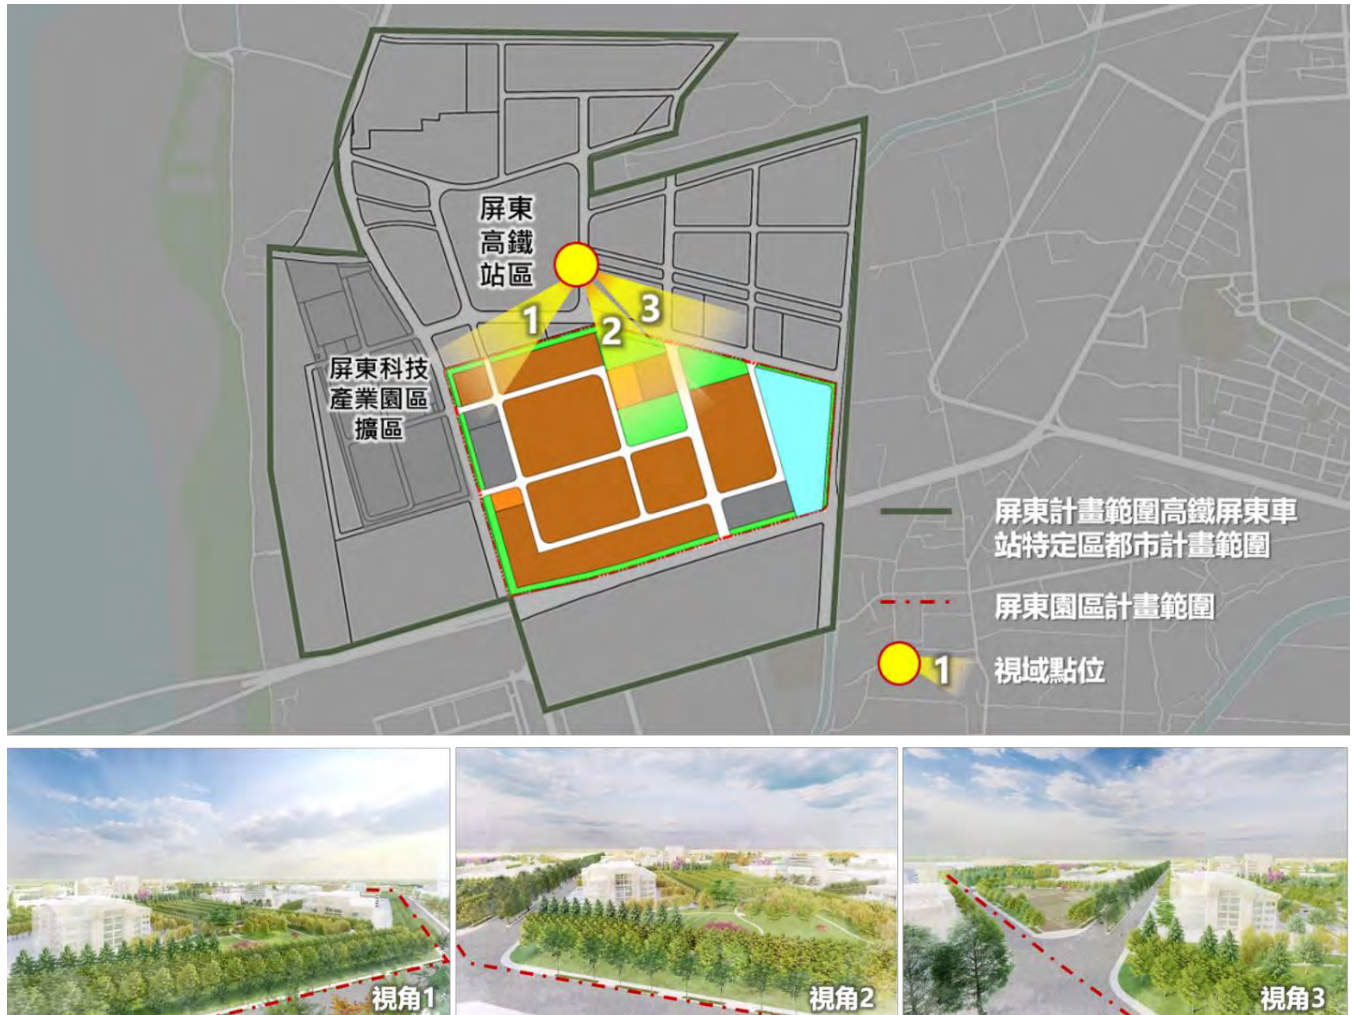 屏東
高鐵
站區
1
2
3
屏東科技
產業園區
擴區
屏東計畫範圍高鐵屏東車
站特定區都市計畫範圍
屏東園區計畫範圍
1
視域點位
視角1
視角2
視角3